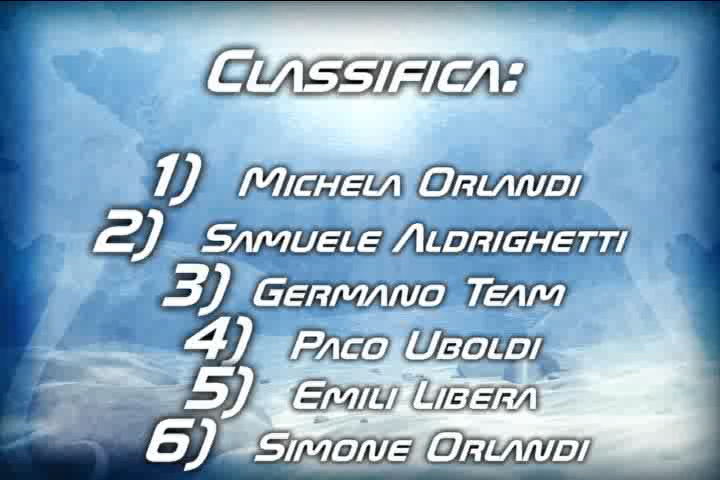 Classifica:
1) Michela Orlandi
2) Samuele Aldrighetti
3) Germano Team
4) Paco Uboldi
5) Emili Libera
6) Simone Orlandi